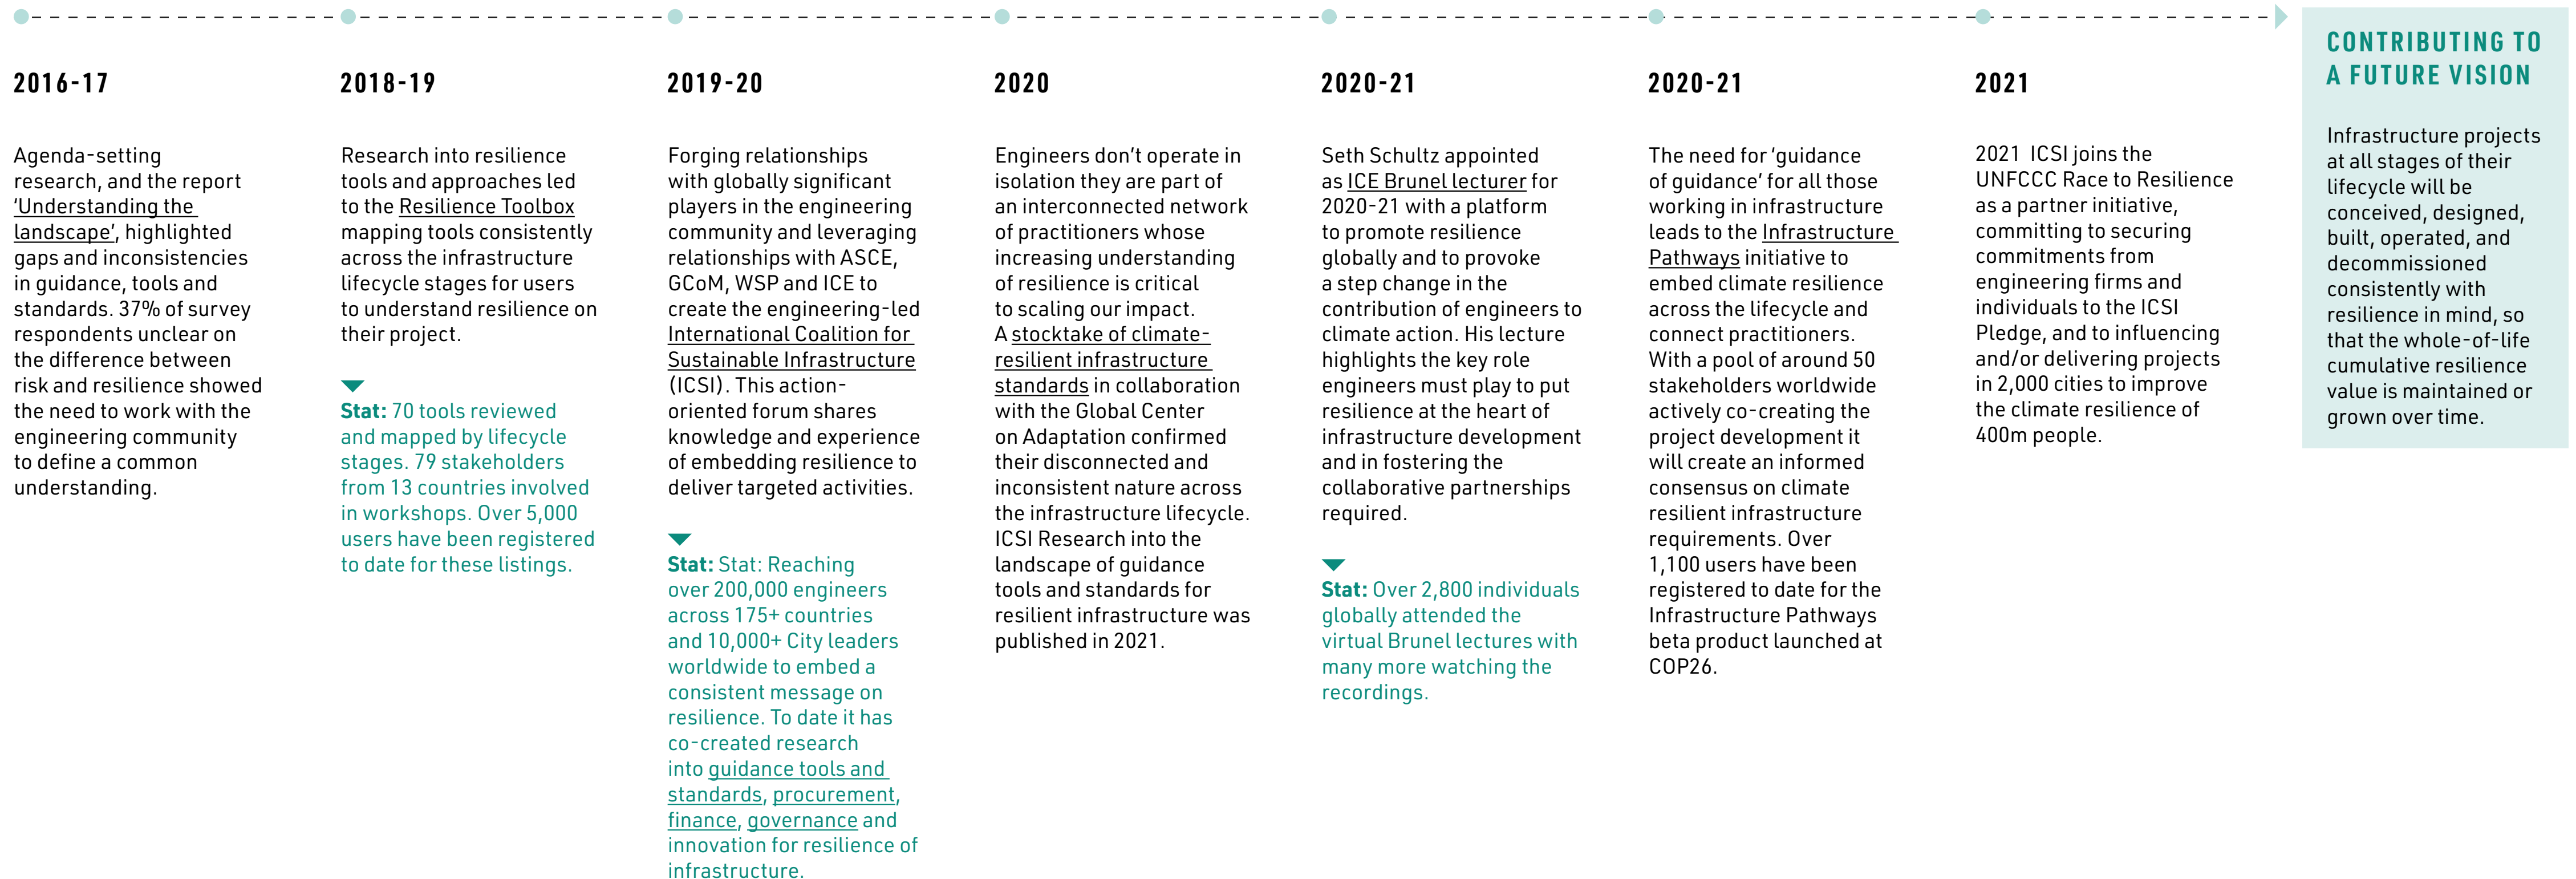 2016-17
Agenda-setting
research, and the report
‘Understanding the
landscape’, highlighted
gaps and inconsistencies
in guidance, tools and
standards. 37% of survey
respondents unclear on
the difference between
risk and resilience showed
the need to work with the
engineering community
to define a common
understanding.
2018-19
Research into resilience
tools and approaches led
to the Resilience Toolbox
mapping tools consistently
across the infrastructure
lifecycle stages for users
to understand resilience on
their project.
Stat: 70 tools reviewed
and mapped by lifecycle
stages. 79 stakeholders
from 13 countries involved
in workshops. Over 5,000
users have been registered
to date for these listings.
2019-20
Forging relationships
with globally significant
players in the engineering
community and leveraging
relationships with ASCE,
GCoM, WSP and ICE to
create the engineering-led
International Coalition for
Sustainable Infrastructure
(ICSI). This action-
oriented forum shares
knowledge and experience
of embedding resilience to
deliver targeted activities.
Stat: Stat: Reaching
over 200,000 engineers
across 175+ countries
and 10,000+ City leaders
worldwide to embed a
consistent message on
resilience. To date it has
co-created research
into guidance tools and
standards, procurement,
finance, governance and
innovation for resilience of
infrastructure.
2020
Engineers don’t operate in
isolation they are part of
an interconnected network
of practitioners whose
increasing understanding
of resilience is critical
to scaling our impact.
A stocktake of climate-
resilient infrastructure
standards in collaboration
with the Global Center
on Adaptation confirmed
their disconnected and
inconsistent nature across
the infrastructure lifecycle.
ICSI Research into the
landscape of guidance
tools and standards for
resilient infrastructure was
published in 2021.
2020-21
Seth Schultz appointed
as ICE Brunel lecturer for
2020-21 with a platform
to promote resilience
globally and to provoke
a step change in the
contribution of engineers to
climate action. His lecture
highlights the key role
engineers must play to put
resilience at the heart of
infrastructure development
and in fostering the
collaborative partnerships
required.
Stat: Over 2,800 individuals
globally attended the
virtual Brunel lectures with
many more watching the
recordings.
2020-21
The need for ‘guidance
of guidance’ for all those
working in infrastructure
leads to the Infrastructure
Pathways initiative to
embed climate resilience
across the lifecycle and
connect practitioners.
With a pool of around 50
stakeholders worldwide
actively co-creating the
project development it
will create an informed
consensus on climate
resilient infrastructure
requirements. Over
1,100 users have been
registered to date for the
Infrastructure Pathways
beta product launched at
COP26.
2021
2021 ICSI joins the
UNFCCC Race to Resilience
as a partner initiative,
committing to securing
commitments from
engineering firms and
individuals to the ICSI
Pledge, and to influencing
and/or delivering projects
in 2,000 cities to improve
the climate resilience of
400m people.
CONTRIBUTING TO
A FUTURE VISION
Infrastructure projects
at all stages of their
lifecycle will be
conceived, designed,
built, operated, and
decommissioned
consistently with
resilience in mind, so
that the whole-of-life
cumulative resilience
value is maintained or
grown over time.